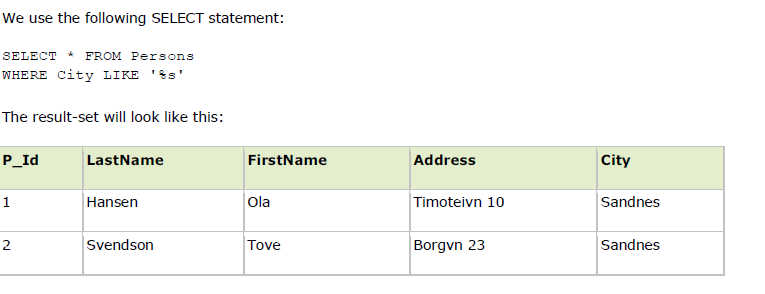 We use the following SELECT statement:
SELECT * FROM Persons
WHERE City LIKE '%s'
The result-set will look like this:
P_Id LastName FirstName Address City
1 Hansen Ola Timoteivn 10 Sandnes
2 Svendson Tove Borgvn 23 Sandnes